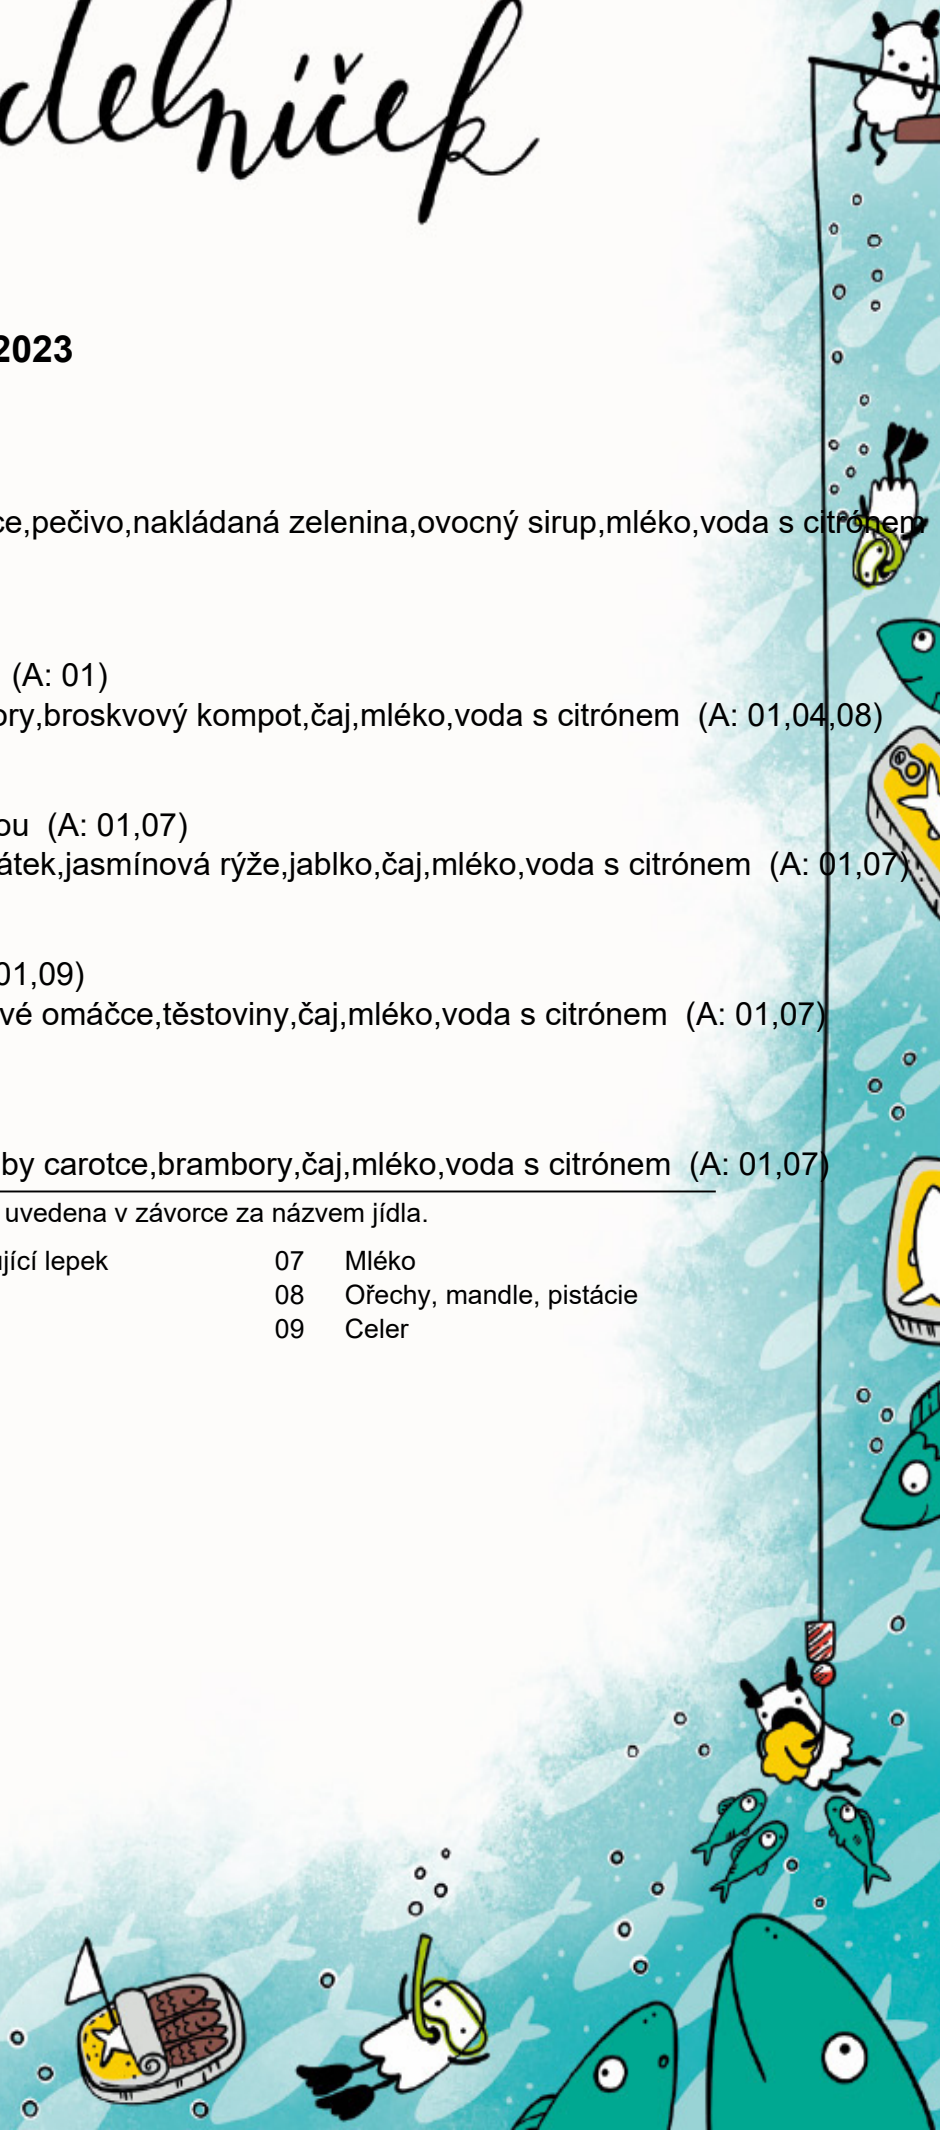 delníček
2023
ce,pečivo,nakládaná zelenina,ovocný sirup,mléko,voda s citrónem
(A: 01)
ory,broskvový kompot,čaj,mléko,voda s citrónem (A: 01,04,08)
ou (A: 01,07)
átek,jasmínová rýže,jablko,čaj,mléko,voda s citrónem (A: 01,07)
01,09)
vé omáčce,těstoviny,čaj,mléko,voda s citrónem (A: 01,07)
by carotce,brambory,čaj,mléko,voda s citrónem (A: 01,07)
uvedena v závorce za názvem jídla.
ující lepek 07 Mléko
08 Ořechy, mandle, pistácie
09 Celer